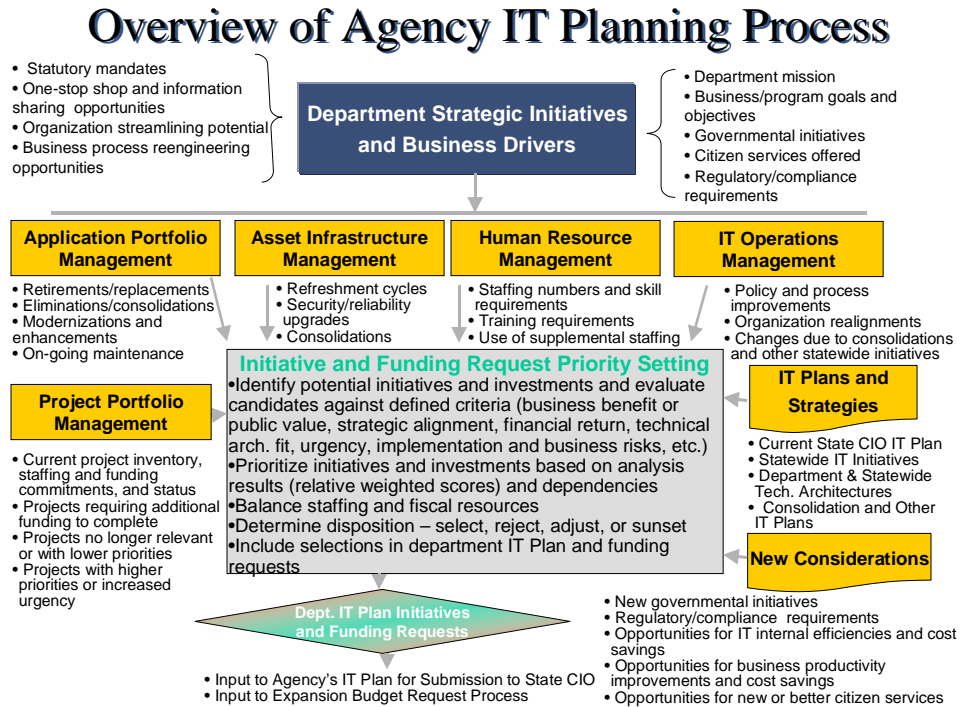 Overview of Agency IT Planning Process
• Statutory mandates
• One-stop shop and information
sharing opportunities
• Organization streamlining potential
• Business process reengineering
opportunities
Department Strategic Initiatives
and Business Drivers
• Department mission
• Business/program goals and
objectives
• Governmental initiatives
• Citizen services offered
• Regulatory/compliance
requirements
Application Portfolio
Management
• Retirements/replacements
• Eliminations/consolidations
• Modernizations and
enhancements
• On-going maintenance
Asset Infrastructure
Management
• Refreshment cycles
• Security/reliability
upgrades
• Consolidations
Human Resource
Management
• Staffing numbers and skill
requirements
• Training requirements
• Use of supplemental staffing
IT Operations
Management
• Policy and process
improvements
• Organization realignments
• Changes due to consolidations
and other statewide initiatives
Initiative and Funding Request Priority Setting
•Identify potential initiatives and investments and evaluate
candidates against defined criteria (business benefit or
public value, strategic alignment, financial return, technical
arch. fit, urgency, implementation and business risks, etc.)
•Prioritize initiatives and investments based on analysis
results (relative weighted scores) and dependencies
•Balance staffing and fiscal resources
•Determine disposition – select, reject, adjust, or sunset
•Include selections in department IT Plan and funding
requests
Project Portfolio
Management
• Current project inventory,
staffing and funding
commitments, and status
• Projects requiring additional
funding to complete
• Projects no longer relevant
or with lower priorities
• Projects with higher
priorities or increased
urgency
IT Plans and
Strategies
• Current State CIO IT Plan
• Statewide IT Initiatives
• Department & Statewide
Tech. Architectures
• Consolidation and Other
IT Plans
New Considerations
• New governmental initiatives
• Regulatory/compliance requirements
• Opportunities for IT internal efficiencies and cost
savings
• Opportunities for business productivity
improvements and cost savings
• Opportunities for new or better citizen services
Dept. IT Plan Initiatives
and Funding Requests
• Input to Agency's IT Plan for Submission to State CIO
• Input to Expansion Budget Request Process